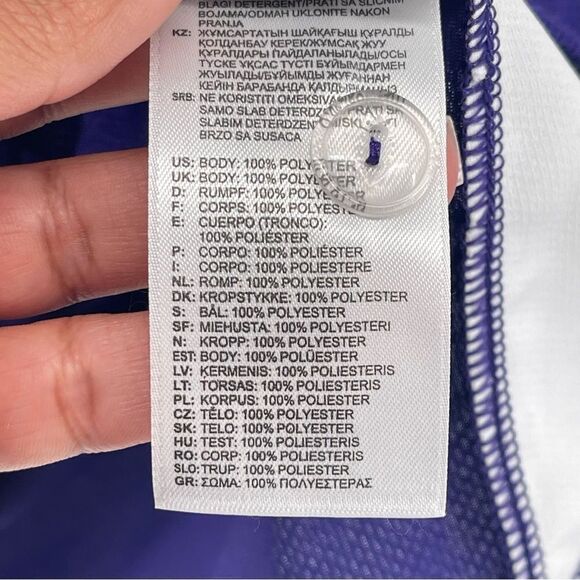 BLAGI DETERGENT/PRATI SA SLIČNIM
BOJAMA/ODMAH UKLONITE NAKON
PRANJA
KZ: ЖҰМСАРТАТЫН ШАЙҚАҒЫШ ҚҰРАЛДЫ
ҚОЛДАНБАУ КЕРЕК/ЖҰМСАҚ ЖУУ
ҚҰРАЛДАРЫ ПАЙДАЛАНЫЛАДЫ/ОСЫ
ТҮСКЕ ҰҚСАС ТҮСТІ БҰЙЫМДАРМЕН
ЖУЫЛАДЫ/БҰЙЫМДЫ ЖУҒАННАН
КЕЙІН БАРАБАНДА ҚАЛДЫРМАҢЫЗ
SRB: NE KORISTITI
SAMO SLAB DETERDZENT
SLABIM DETERDZENTOM
BRZO SA SUSACA
US: BODY: 100% POLYESTER
UK: BODY: 100% POLYESTER
D: RUMPF: 100% POLYESTER
F: CORPS: 100% POLYESTER
E: CUERPO (TRONCO):
100% POLIÉSTER
P: CORPO: 100% POLIÉSTER
I: CORPO: 100% POLIESTERE
NL: ROMP: 100% POLYESTER
DK: KROPSTYKKE: 100% POLYESTER
S: BÅL: 100% POLYESTER
SF: MIEHUSTA: 100% POLYESTERI
N: KROPP: 100% POLYESTER
EST: BODY: 100% POLÜESTER
LV: ĶERMENIS: 100% POLIESTERIS
LT: TORSAS: 100% POLIESTERIS
PL: KORPUS: 100% POLIESTER
CZ: TĚLO: 100% POLYESTER
SK: TELO: 100% POLYESTER
HU: TEST: 100% POLIESTERIS
RO: CORP: 100% POLIESTERIS
SLO: TRUP: 100% POLIESTER
GR: ΣΩΜΑ: 100% ΠΟΛΥΕΣΤΕΡΑΣ